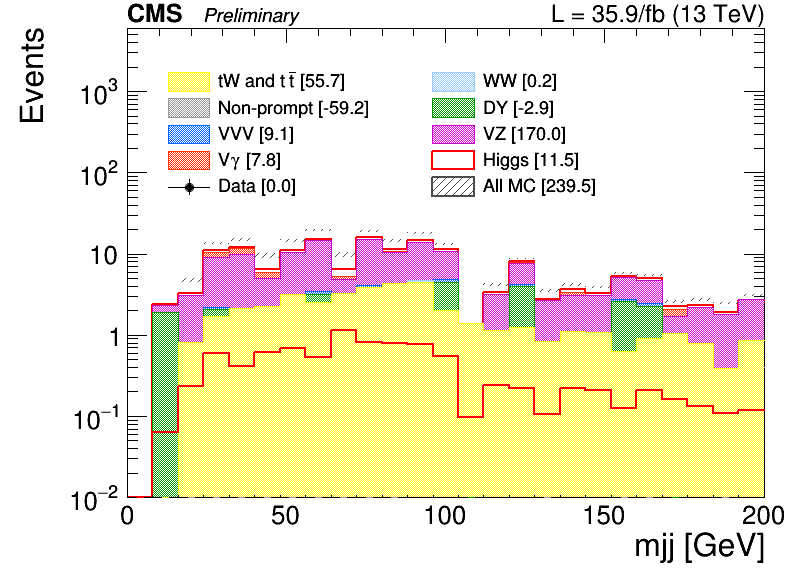 CMS Preliminary L = 35.9/fb (13 TeV)
Events
tW and t t̄ [55.7] WW [0.2]
Non-prompt [-59.2] DY [-2.9]
VVV [9.1] VZ [170.0]
Vγ [7.8] Higgs [11.5]
Data [0.0] All MC [239.5]
10³
10²
10
1
10⁻¹
10⁻²
0 50 100 150 200
mjj [GeV]